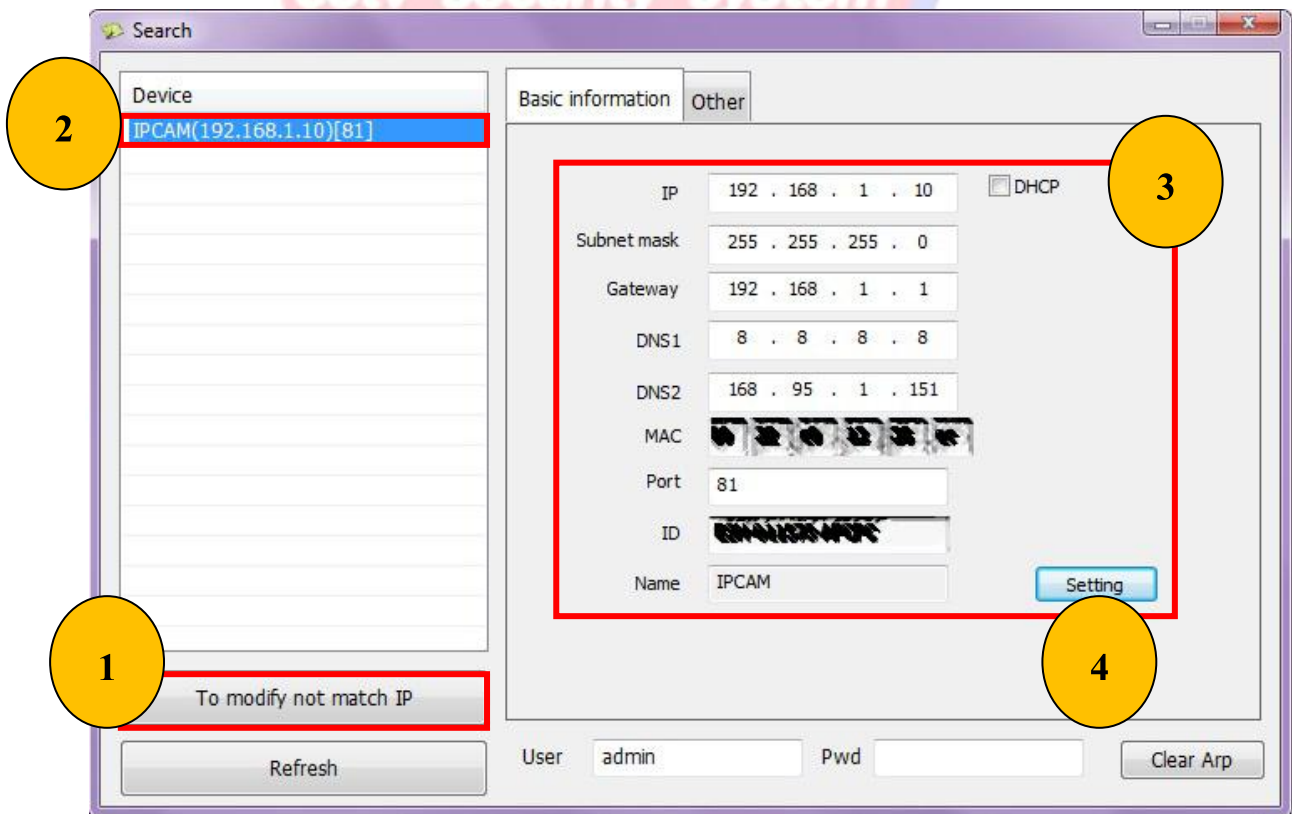 cctv Security System
Search
Device
Basic information
Other
2
IPCAM(192.168.1.10)[81]
3
IP
192 . 168 . 1 . 10
DHCP
Subnet mask
255 . 255 . 255 . 0
Gateway
192 . 168 . 1 . 1
DNS1
8 . 8 . 8 . 8
DNS2
168 . 95 . 1 . 151
MAC
Port
81
ID
Name
IPCAM
Setting
4
1
To modify not match IP
Refresh
User
admin
Pwd
Clear Arp